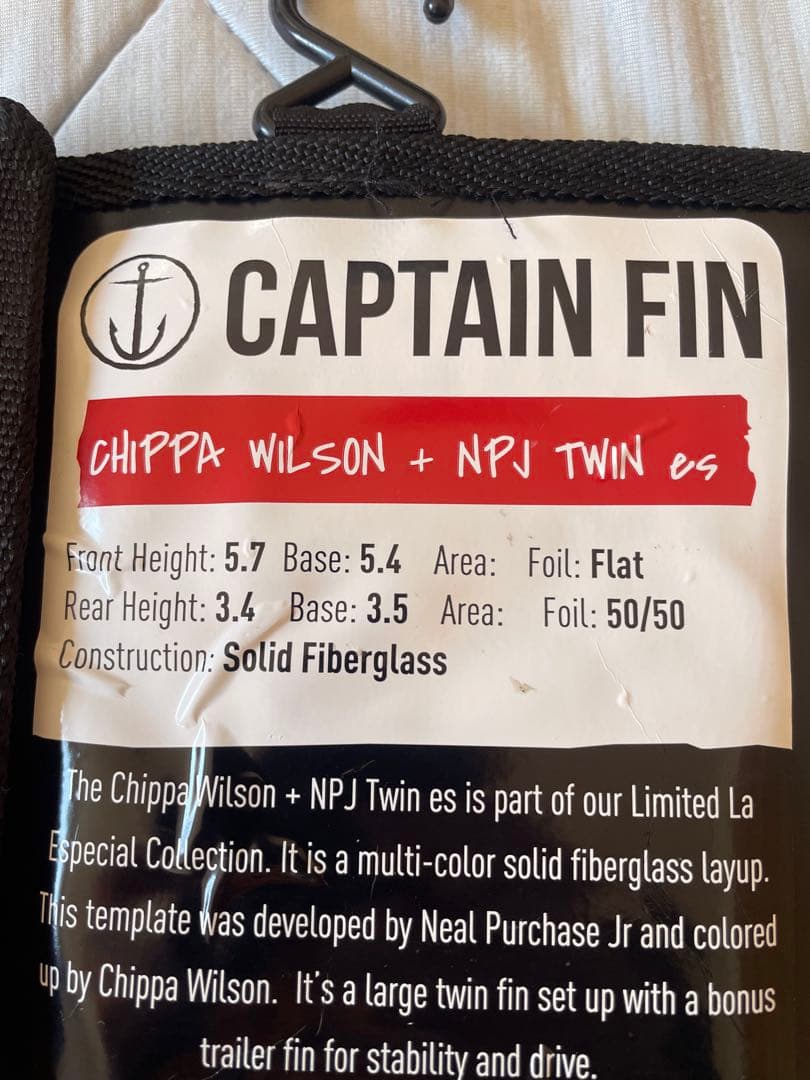 CAPTAIN FIN
CHIPPA WILSON + NPJ TWIN es
Front Height: 5.7 Base: 5.4 Area: Foil: Flat
Rear Height: 3.4 Base: 3.5 Area: Foil: 50/50
Construction: Solid Fiberglass
The Chippa Wilson + NPJ Twin es is part of our Limited La
Especial Collection. It is a multi-color solid fiberglass layup.
This template was developed by Neal Purchase Jr and colored
up by Chippa Wilson. It's a large twin fin set up with a bonus
trailer fin for stability and drive.